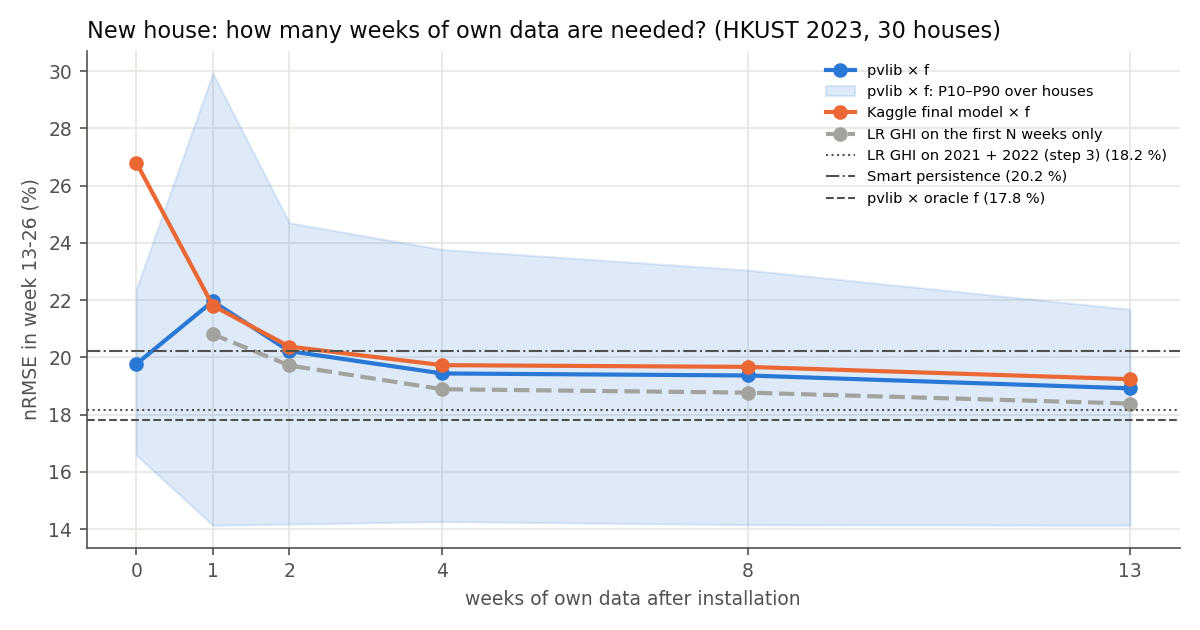 New house: how many weeks of own data are needed? (HKUST 2023, 30 houses)
pvlib × f
pvlib × f: P10–P90 over houses
Kaggle final model × f
LR GHI on the first N weeks only
LR GHI on 2021 + 2022 (step 3) (18.2 %)
Smart persistence (20.2 %)
pvlib × oracle f (17.8 %)
nRMSE in week 13-26 (%)
30
28
26
24
22
20
18
16
14
0 1 2 4 8 13
weeks of own data after installation